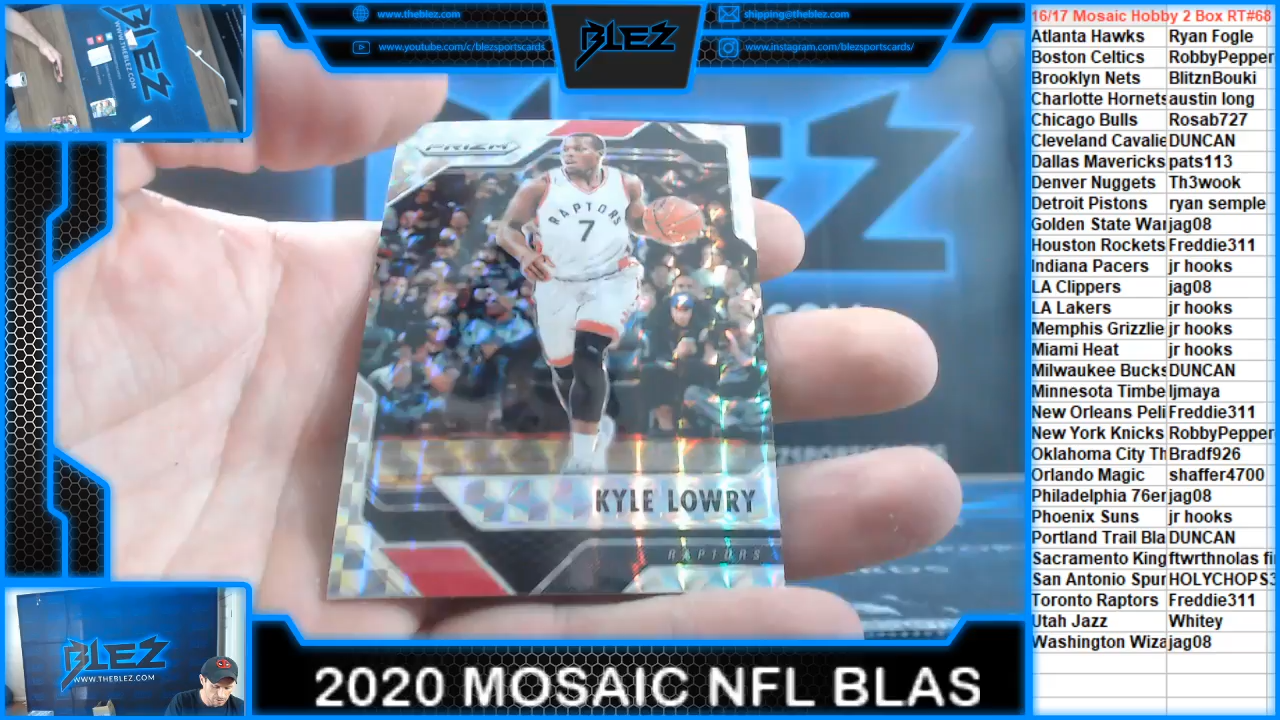 www.theblez.com
www.youtube.com/c/blezsportscards
BLEZ
shipping@theblez.com
www.instagram.com/blezsportscards/
BLEZ
WWW.THEBLEZ.COM
PRIZM
RAPTORS
7
KYLE LOWRY
RAPTORS
BLEZ
WWW.THEBLEZ.COM
2020 MOSAIC NFL BLAS
16/17 Mosaic Hobby 2 Box RT#68
Atlanta Hawks Ryan Fogle
Boston Celtics RobbyPepper
Brooklyn Nets BlitznBouki
Charlotte Hornets austin long
Chicago Bulls Rosab727
Cleveland Cavalie DUNCAN
Dallas Mavericks pats113
Denver Nuggets Th3wook
Detroit Pistons ryan semple
Golden State War jag08
Houston Rockets Freddie311
Indiana Pacers jr hooks
LA Clippers jag08
LA Lakers jr hooks
Memphis Grizzlie jr hooks
Miami Heat jr hooks
Milwaukee Bucks DUNCAN
Minnesota Timbe ljmaya
New Orleans Peli Freddie311
New York Knicks RobbyPepper
Oklahoma City Th Bradf926
Orlando Magic shaffer4700
Philadelphia 76er jag08
Phoenix Suns jr hooks
Portland Trail Bla DUNCAN
Sacramento King ftwrthnolas fi
San Antonio Spur HOLYCHOPS3
Toronto Raptors Freddie311
Utah Jazz Whitey
Washington Wiza jag08